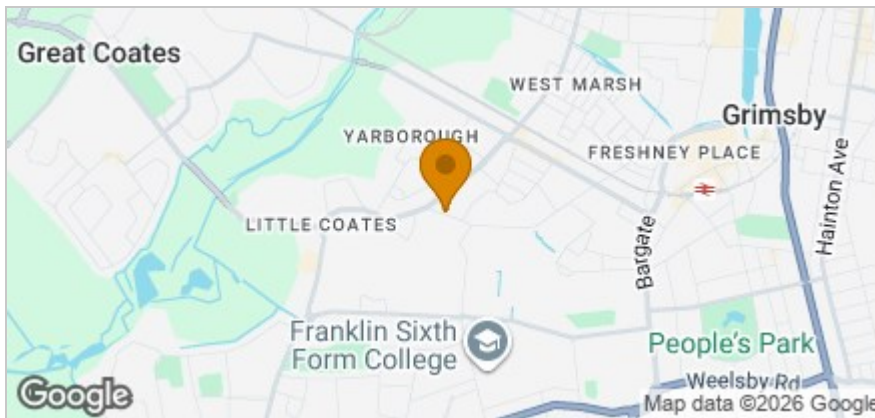 Great Coates
WEST MARSH
Grimsby
YARBOROUGH
FRESHNEY PLACE
Hainton Ave
LITTLE COATES
Bargate
Franklin Sixth
Form College
People's Park
Weelsby Rd
Google
Map data ©2026 Google